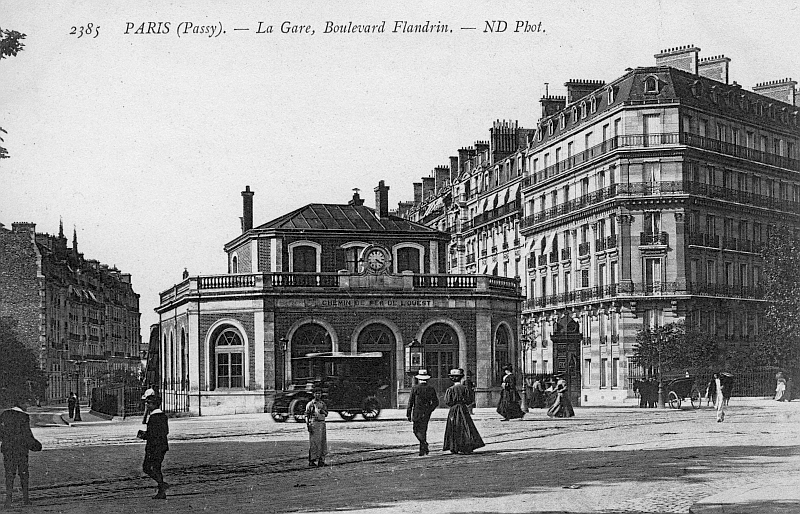 2385 PARIS (Passy). — La Gare, Boulevard Flandrin. — ND Phot.
CHEMIN DE FER DE L'OUEST